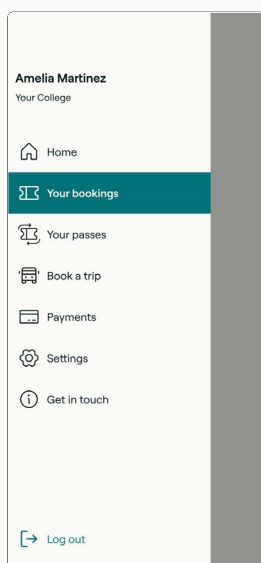 Amelia Martinez
Your College
Home
Your bookings
Your passes
Book a trip
Payments
Settings
Get in touch
Log out